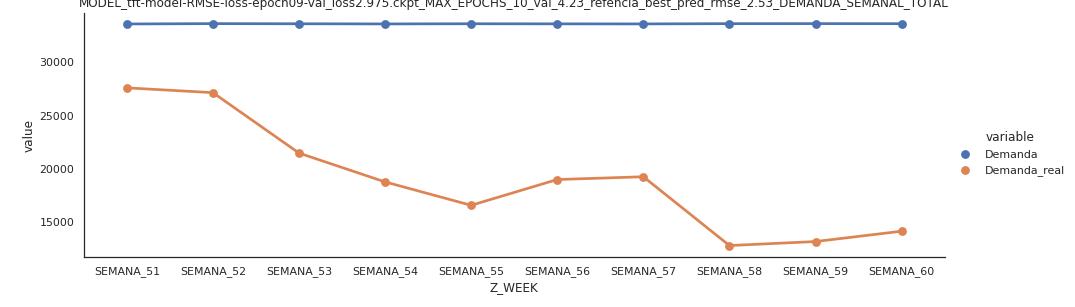 MODEL_tft-model-RMSE-loss-epoch09-val_loss2.975.ckpt_MAX_EPOCHS_10_val_4.23_refencia_best_pred_rmse_2.53_DEMANDA_SEMANAL_TOTAL
30000
25000
20000
15000
value
variable
Demanda
Demanda_real
SEMANA_51 SEMANA_52 SEMANA_53 SEMANA_54 SEMANA_55 SEMANA_56 SEMANA_57 SEMANA_58 SEMANA_59 SEMANA_60
Z_WEEK